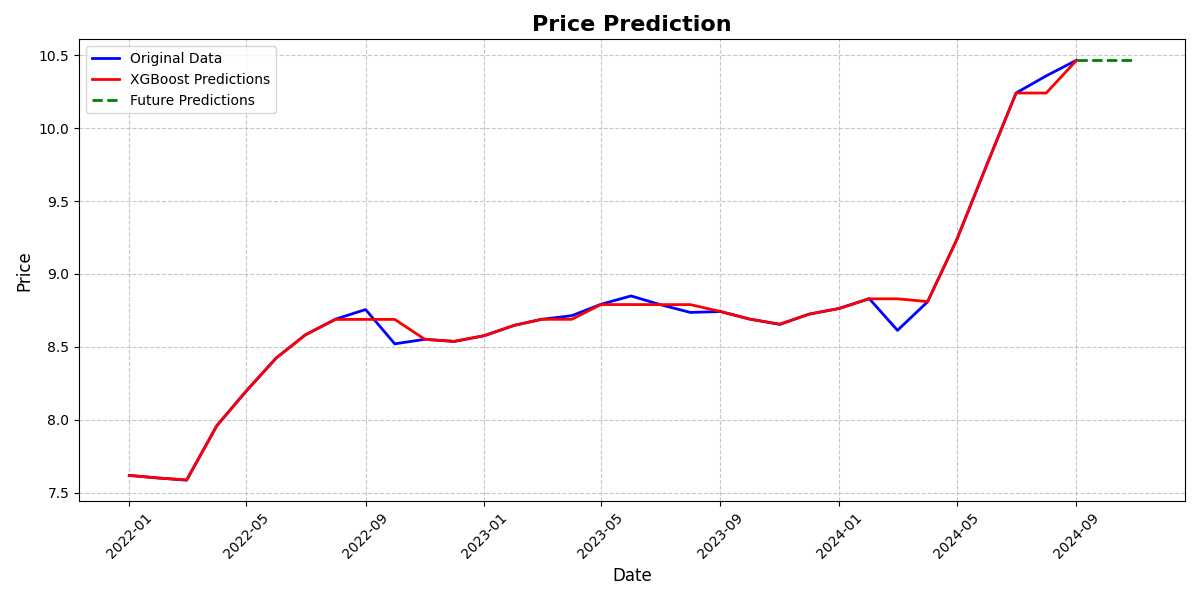 Price Prediction
Original Data
XGBoost Predictions
Future Predictions
Price
10.5
10.0
9.5
9.0
8.5
8.0
7.5
2022-01
2022-05
2022-09
2023-01
2023-05
2023-09
2024-01
2024-05
2024-09
Date